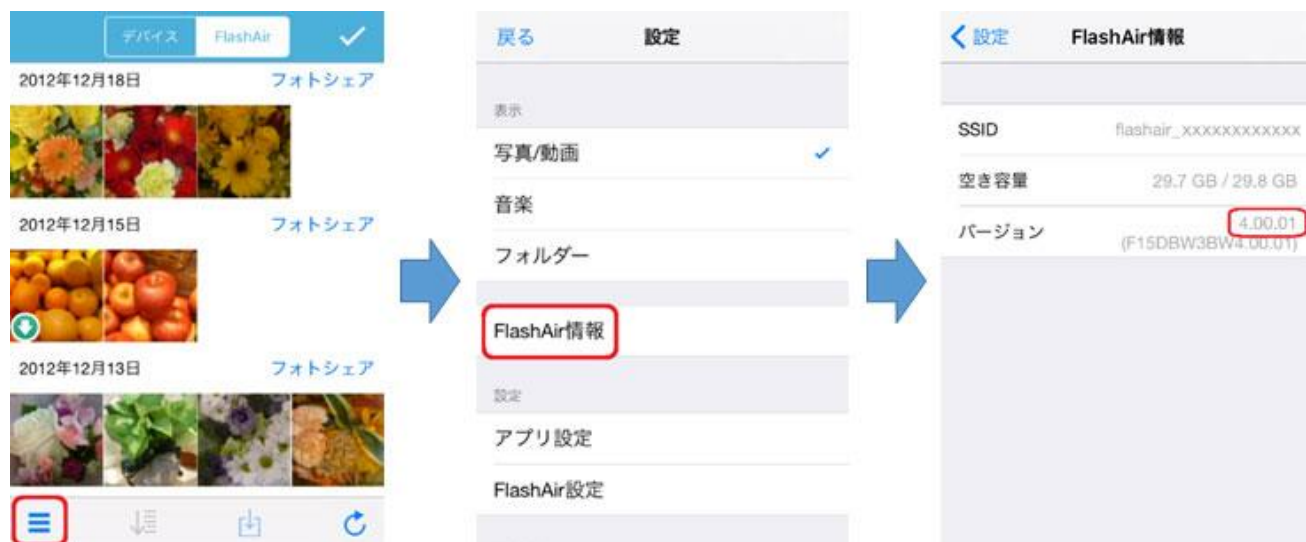 デバイス FlashAir
2012年12月18日 フォトシェア
2012年12月15日 フォトシェア
2012年12月13日 フォトシェア
戻る 設定
表示
写真/動画
音楽
フォルダー
FlashAir情報
設定
アプリ設定
FlashAir設定
設定 FlashAir情報
SSID flashair_xxxxxxxxxxxx
空き容量 29.7 GB / 29.8 GB
バージョン 4.00.01
(F15DBW3BW4.00.01)